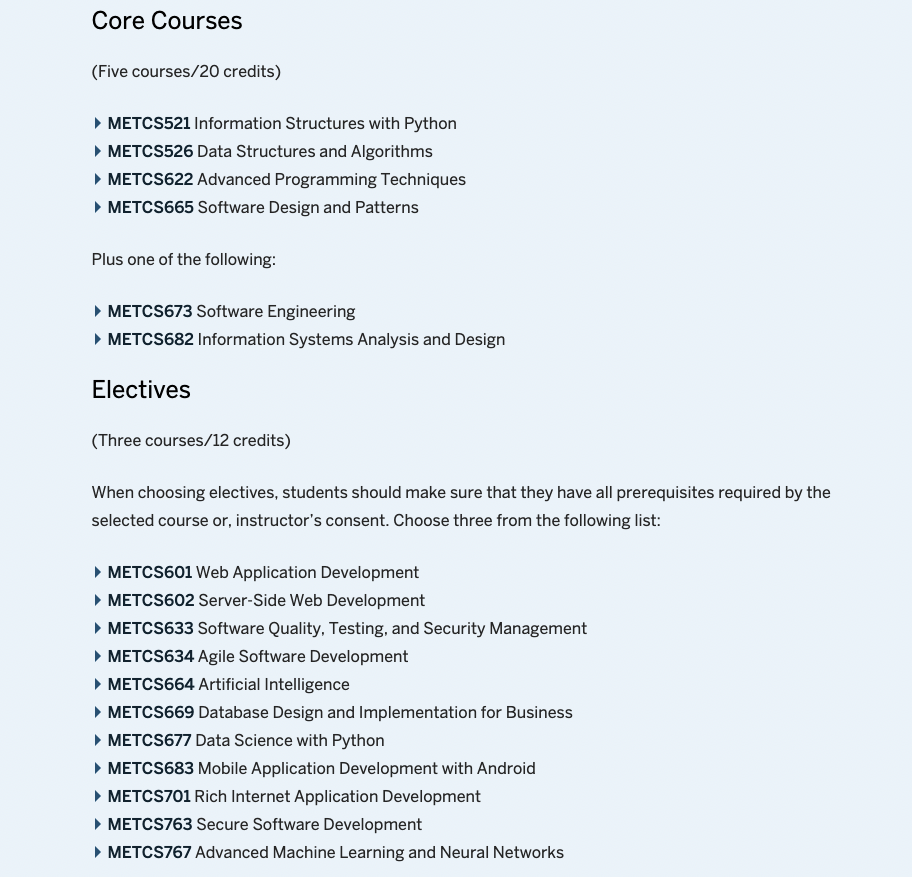 Core Courses
(Five courses/20 credits)
METCS521 Information Structures with Python
METCS526 Data Structures and Algorithms
METCS622 Advanced Programming Techniques
METCS665 Software Design and Patterns
Plus one of the following:
METCS673 Software Engineering
METCS682 Information Systems Analysis and Design
Electives
(Three courses/12 credits)
When choosing electives, students should make sure that they have all prerequisites required by the
selected course or, instructor’s consent. Choose three from the following list:
METCS601 Web Application Development
METCS602 Server-Side Web Development
METCS633 Software Quality, Testing, and Security Management
METCS634 Agile Software Development
METCS664 Artificial Intelligence
METCS669 Database Design and Implementation for Business
METCS677 Data Science with Python
METCS683 Mobile Application Development with Android
METCS701 Rich Internet Application Development
METCS763 Secure Software Development
METCS767 Advanced Machine Learning and Neural Networks